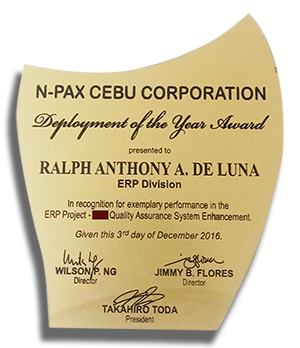 N-PAX CEBU CORPORATION
Deployment of the Year Award
presented to
RALPH ANTHONY A. DE LUNA
ERP Division
In recognition for exemplary performance in the
ERP Project - Quality Assurance System Enhancement.
Given this 3rd day of December 2016.
WILSON P. NG JIMMY B. FLORES
Director Director
TAKAHIRO TODA
President